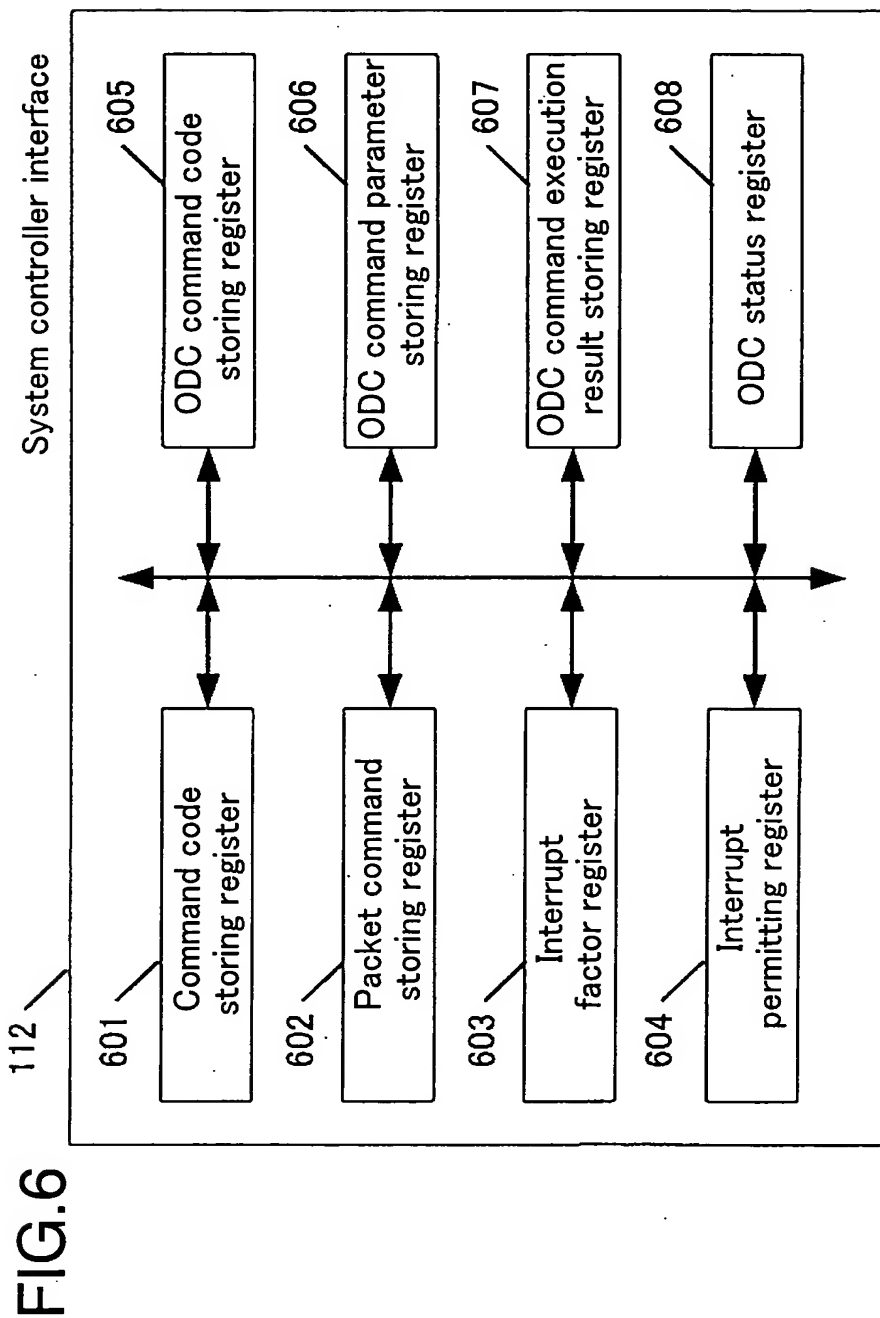 FIG.6
112
System controller interface
601
Command code
storing register
602
Packet command
storing register
603
Interrupt
factor register
604
Interrupt
permitting register
605
ODC command code
storing register
606
ODC command parameter
storing register
607
ODC command execution
result storing register
608
ODC status register